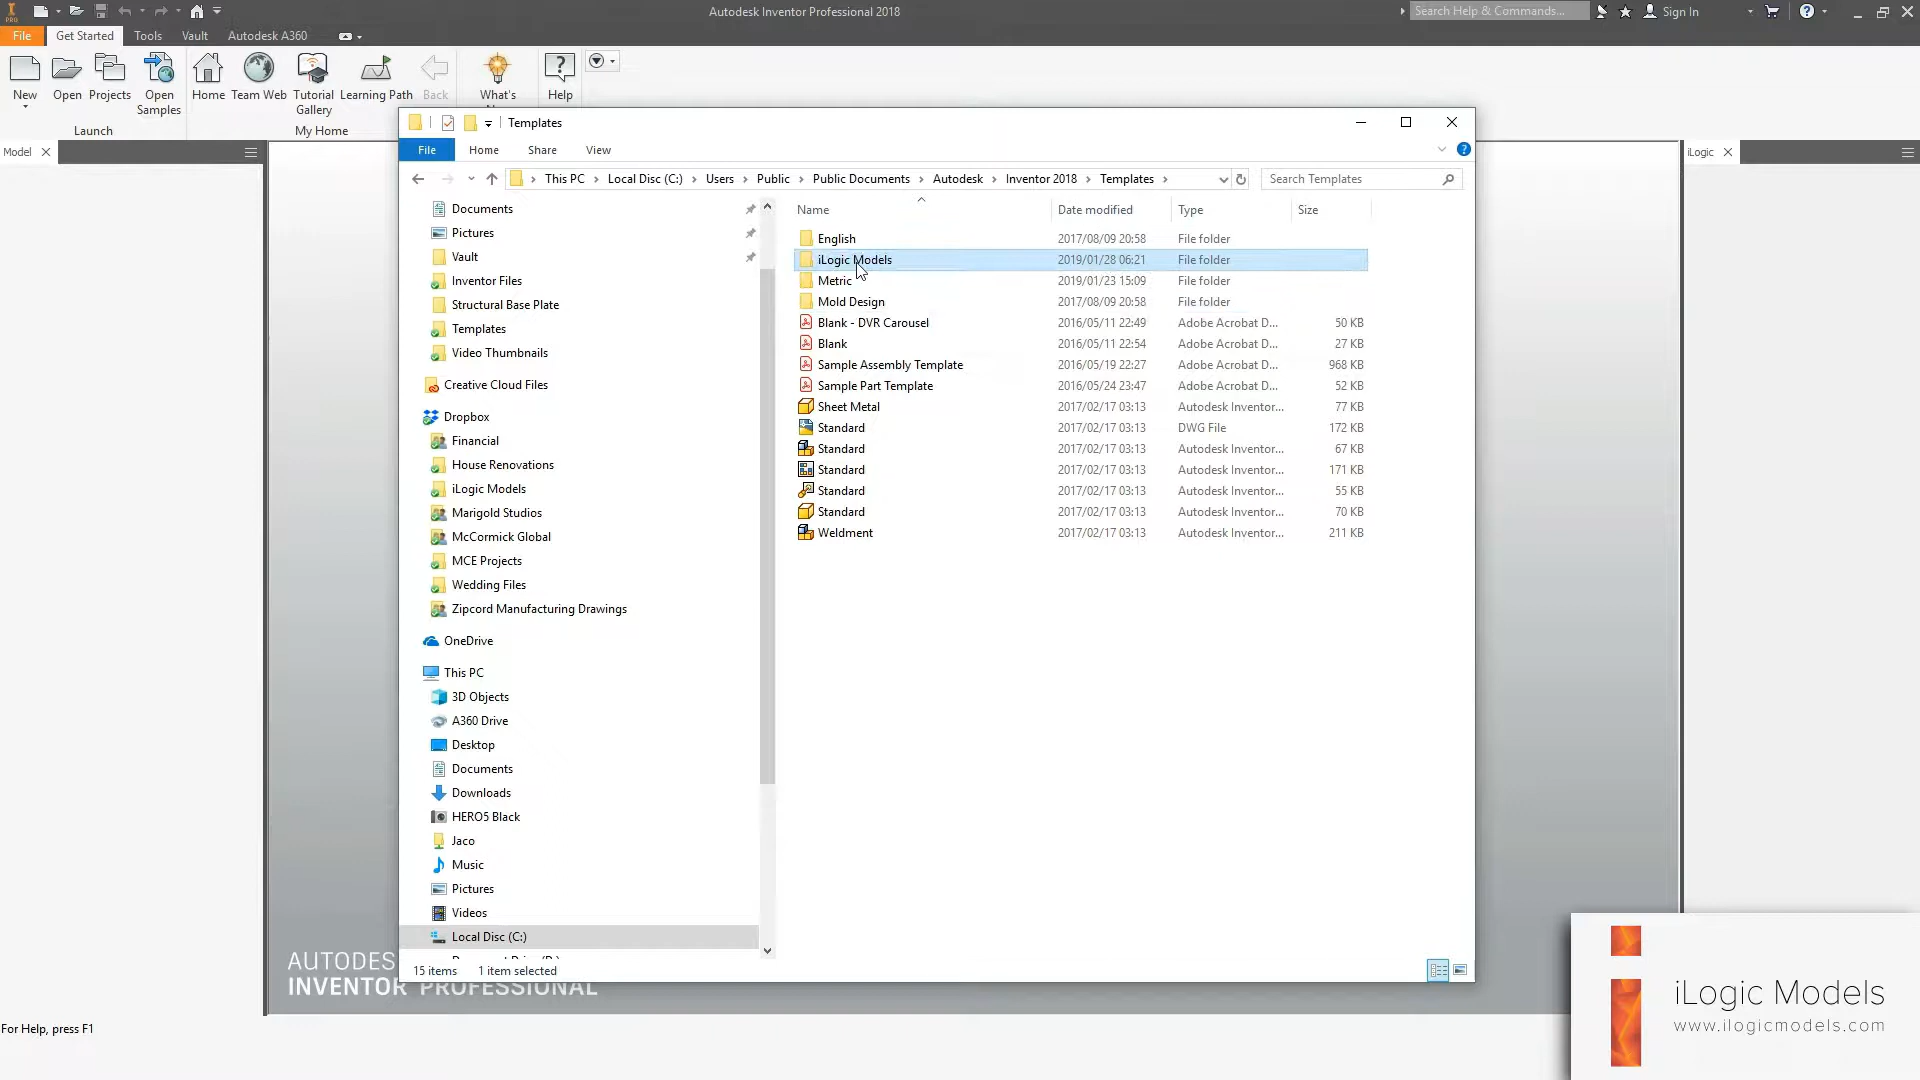 PRO
Autodesk Inventor Professional 2018
Search Help & Commands...
Sign In
File
Get Started
Tools
Vault
Autodesk A360
New
Open
Projects
Open Samples
Home
Team Web
Tutorial Gallery
Learning Path
Back
What's
Help
Launch
My Home
Model
iLogic
Templates
File
Home
Share
View
This PC > Local Disc (C:) > Users > Public > Public Documents > Autodesk > Inventor 2018 > Templates >
Search Templates
Documents
Pictures
Vault
Inventor Files
Structural Base Plate
Templates
Video Thumbnails
Creative Cloud Files
Dropbox
Financial
House Renovations
iLogic Models
Marigold Studios
McCormick Global
MCE Projects
Wedding Files
Zipcord Manufacturing Drawings
OneDrive
This PC
3D Objects
A360 Drive
Desktop
Documents
Downloads
HERO5 Black
Jaco
Music
Pictures
Videos
Local Disc (C:)
Name Date modified Type Size
English 2017/08/09 20:58 File folder
iLogic Models 2019/01/28 06:21 File folder
Metric 2019/01/23 15:09 File folder
Mold Design 2017/08/09 20:58 File folder
Blank - DVR Carousel 2016/05/11 22:49 Adobe Acrobat D... 50 KB
Blank 2016/05/11 22:54 Adobe Acrobat D... 27 KB
Sample Assembly Template 2016/05/19 22:27 Adobe Acrobat D... 968 KB
Sample Part Template 2016/05/24 23:47 Adobe Acrobat D... 52 KB
Sheet Metal 2017/02/17 03:13 Autodesk Inventor... 77 KB
Standard 2017/02/17 03:13 DWG File 172 KB
Standard 2017/02/17 03:13 Autodesk Inventor... 67 KB
Standard 2017/02/17 03:13 Autodesk Inventor... 171 KB
Standard 2017/02/17 03:13 Autodesk Inventor... 55 KB
Standard 2017/02/17 03:13 Autodesk Inventor... 70 KB
Weldment 2017/02/17 03:13 Autodesk Inventor... 211 KB
15 items 1 item selected
AUTODES
INVENTOR PROFESSIONAL
For Help, press F1
iLogic Models
www.ilogicmodels.com